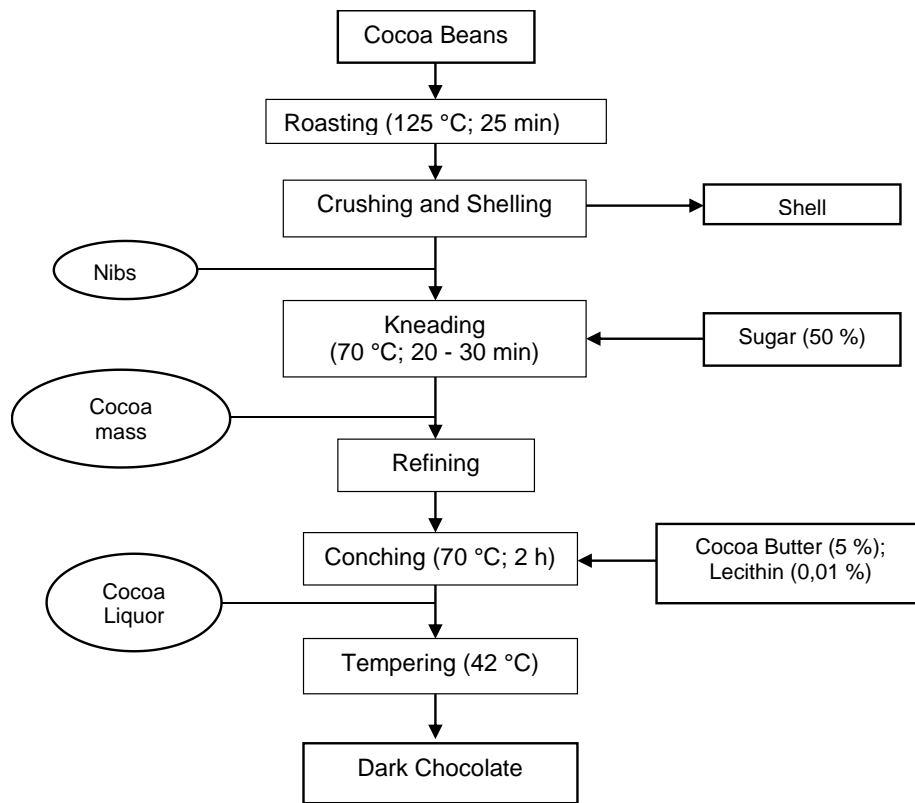 Cocoa Beans
Roasting (125 °C; 25 min)
Crushing and Shelling
Shell
Nibs
Kneading
(70 °C; 20 - 30 min)
Sugar (50 %)
Cocoa
mass
Refining
Conching (70 °C; 2 h)
Cocoa Butter (5 %);
Lecithin (0,01 %)
Cocoa
Liquor
Tempering (42 °C)
Dark Chocolate